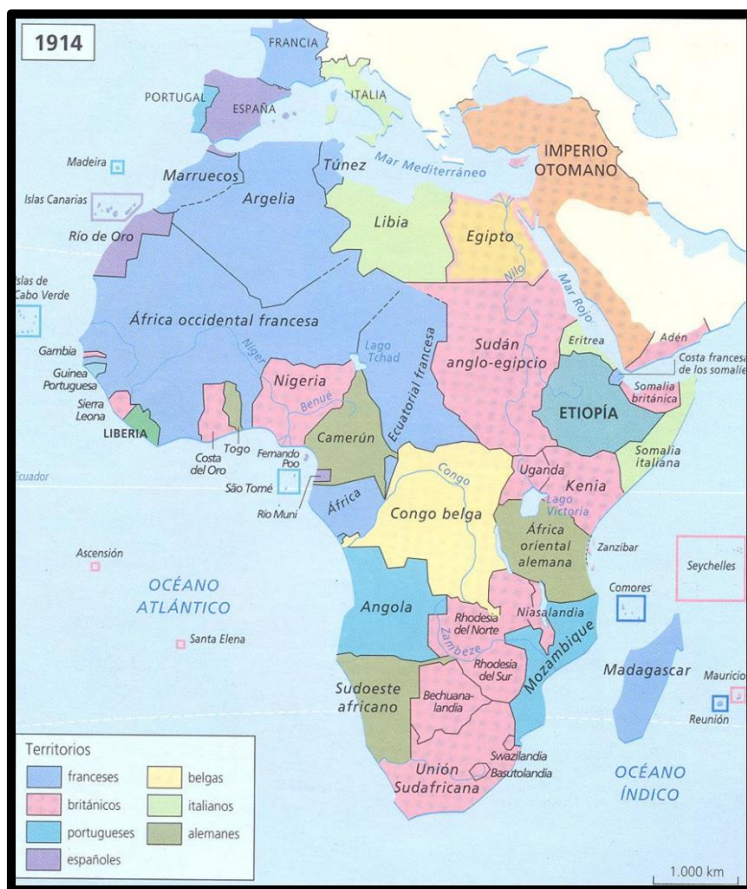 1914
FRANCIA
PORTUGAL
ESPAÑA
ITALIA
Madeira
Marruecos
Túnez
Mar Mediterráneo
IMPERIO
OTOMANO
Islas Canarias
Argelia
Libia
Egipto
Río de Oro
Nilo
Mar Rojo
Islas de
Cabo Verde
África occidental francesa
Lago
Tchad
Ecuatorial francesa
Sudán
anglo-egipcio
Eritrea
Adén
Costa francesa
de los somalíe
Gambia
Níger
Guinea
Portuguesa
Nigeria
Somalia
británica
Sierra
Leona
Benué
ETIOPÍA
LIBERIA
Camerún
Togo
Costa
del Oro
Fernando
Poo
Somalia
italiana
Ecuador
São Tomé
Congo
Uganda
Kenia
Río Muni
África
Congo belga
Lago
Victoria
África
oriental
alemana
Zanzibar
Seychelles
Ascensión
OCÉANO
ATLÁNTICO
Comores
Angola
Niasalandia
Rhodesia
del Norte
Santa Elena
Zambeze
Mozambique
Madagascar
Mauricio
Rhodesia
del Sur
Sudoeste
africano
Bechuana-
landia
Reunión
Swazilandia
Basutolandia
Unión
Sudafricana
OCÉANO
ÍNDICO
Territorios
franceses
belgas
británicos
italianos
portugueses
alemanes
españoles
1.000 km